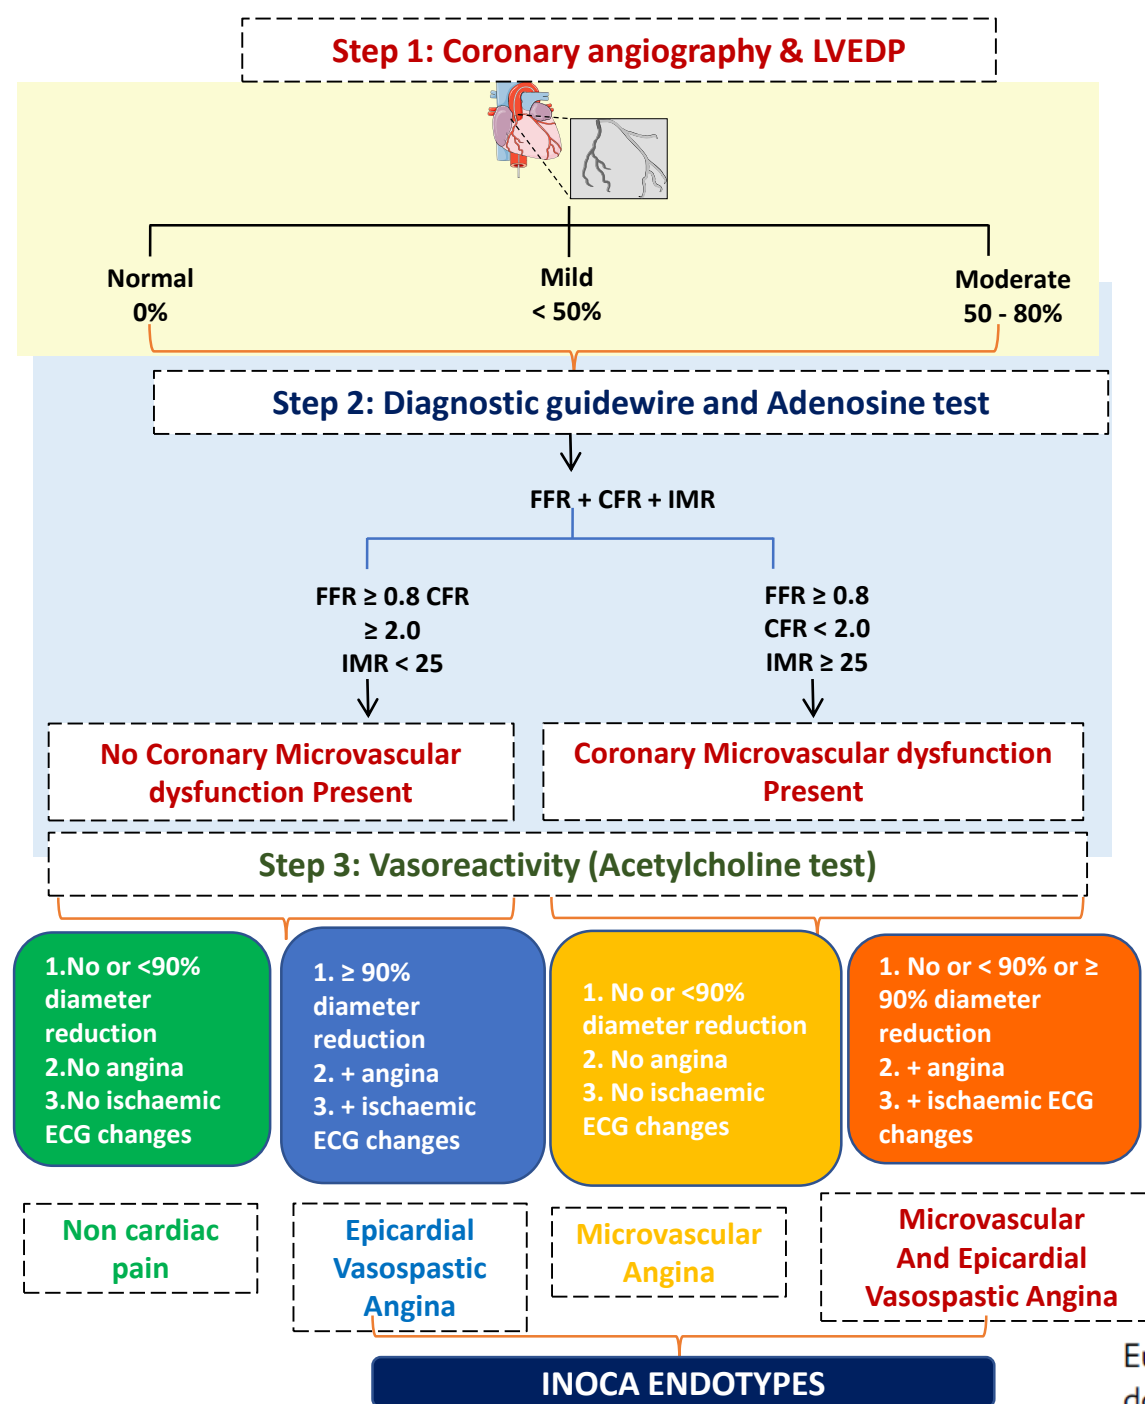 Step 1: Coronary angiography & LVEDP
Normal
0%
Mild
< 50%
Moderate
50 - 80%
Step 2: Diagnostic guidewire and Adenosine test
FFR + CFR + IMR
FFR ≥ 0.8 CFR
≥ 2.0
IMR < 25
FFR ≥ 0.8
CFR < 2.0
IMR ≥ 25
No Coronary Microvascular
dysfunction Present
Coronary Microvascular dysfunction
Present
Step 3: Vasoreactivity (Acetylcholine test)
1.No or <90%
diameter
reduction
2.No angina
3.No ischaemic
ECG changes
1. ≥ 90%
diameter
reduction
2. + angina
3. + ischaemic
ECG changes
1. No or <90%
diameter reduction
2. No angina
3. No ischaemic
ECG changes
1. No or < 90% or ≥
90% diameter
reduction
2. + angina
3. + ischaemic ECG
changes
Non cardiac
pain
Epicardial
Vasospastic
Angina
Microvascular
Angina
Microvascular
And Epicardial
Vasospastic Angina
INOCA ENDOTYPES